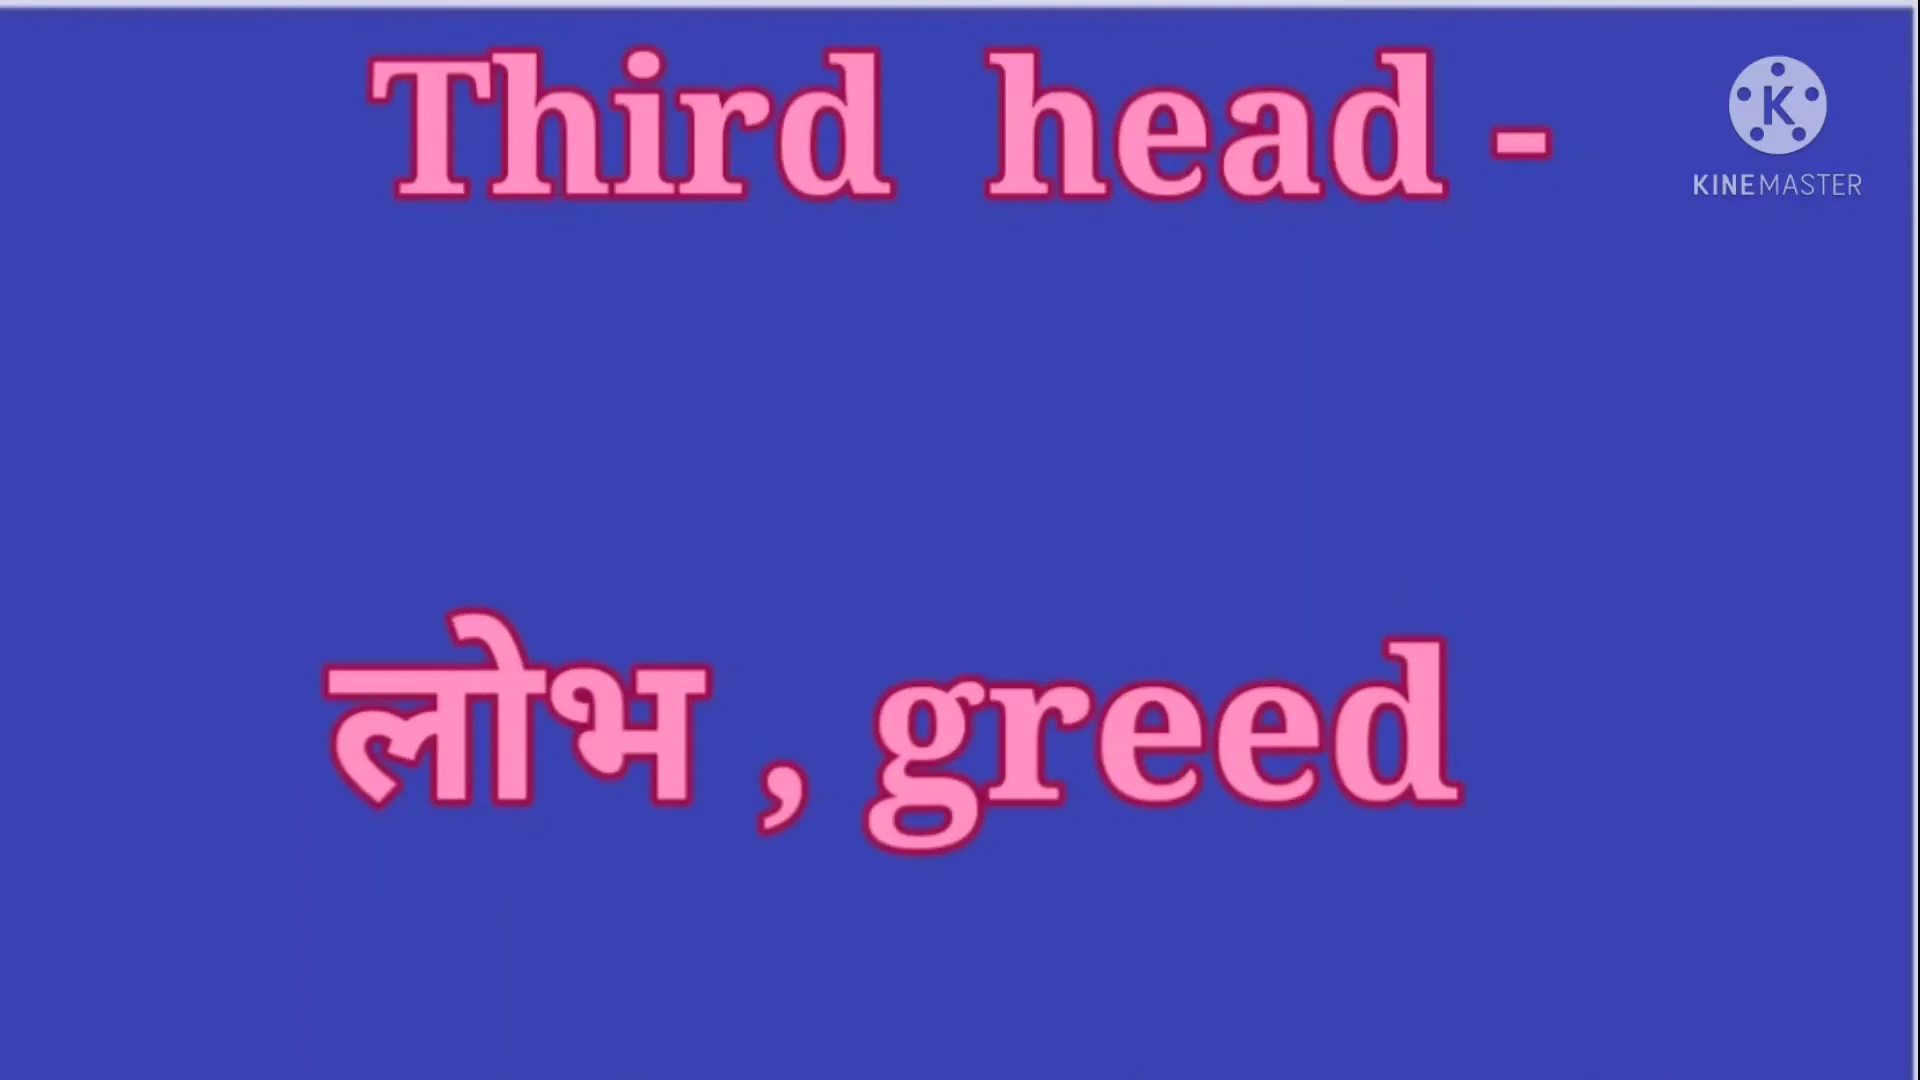 Third head -
K
KINEMASTER
लोभ , greed